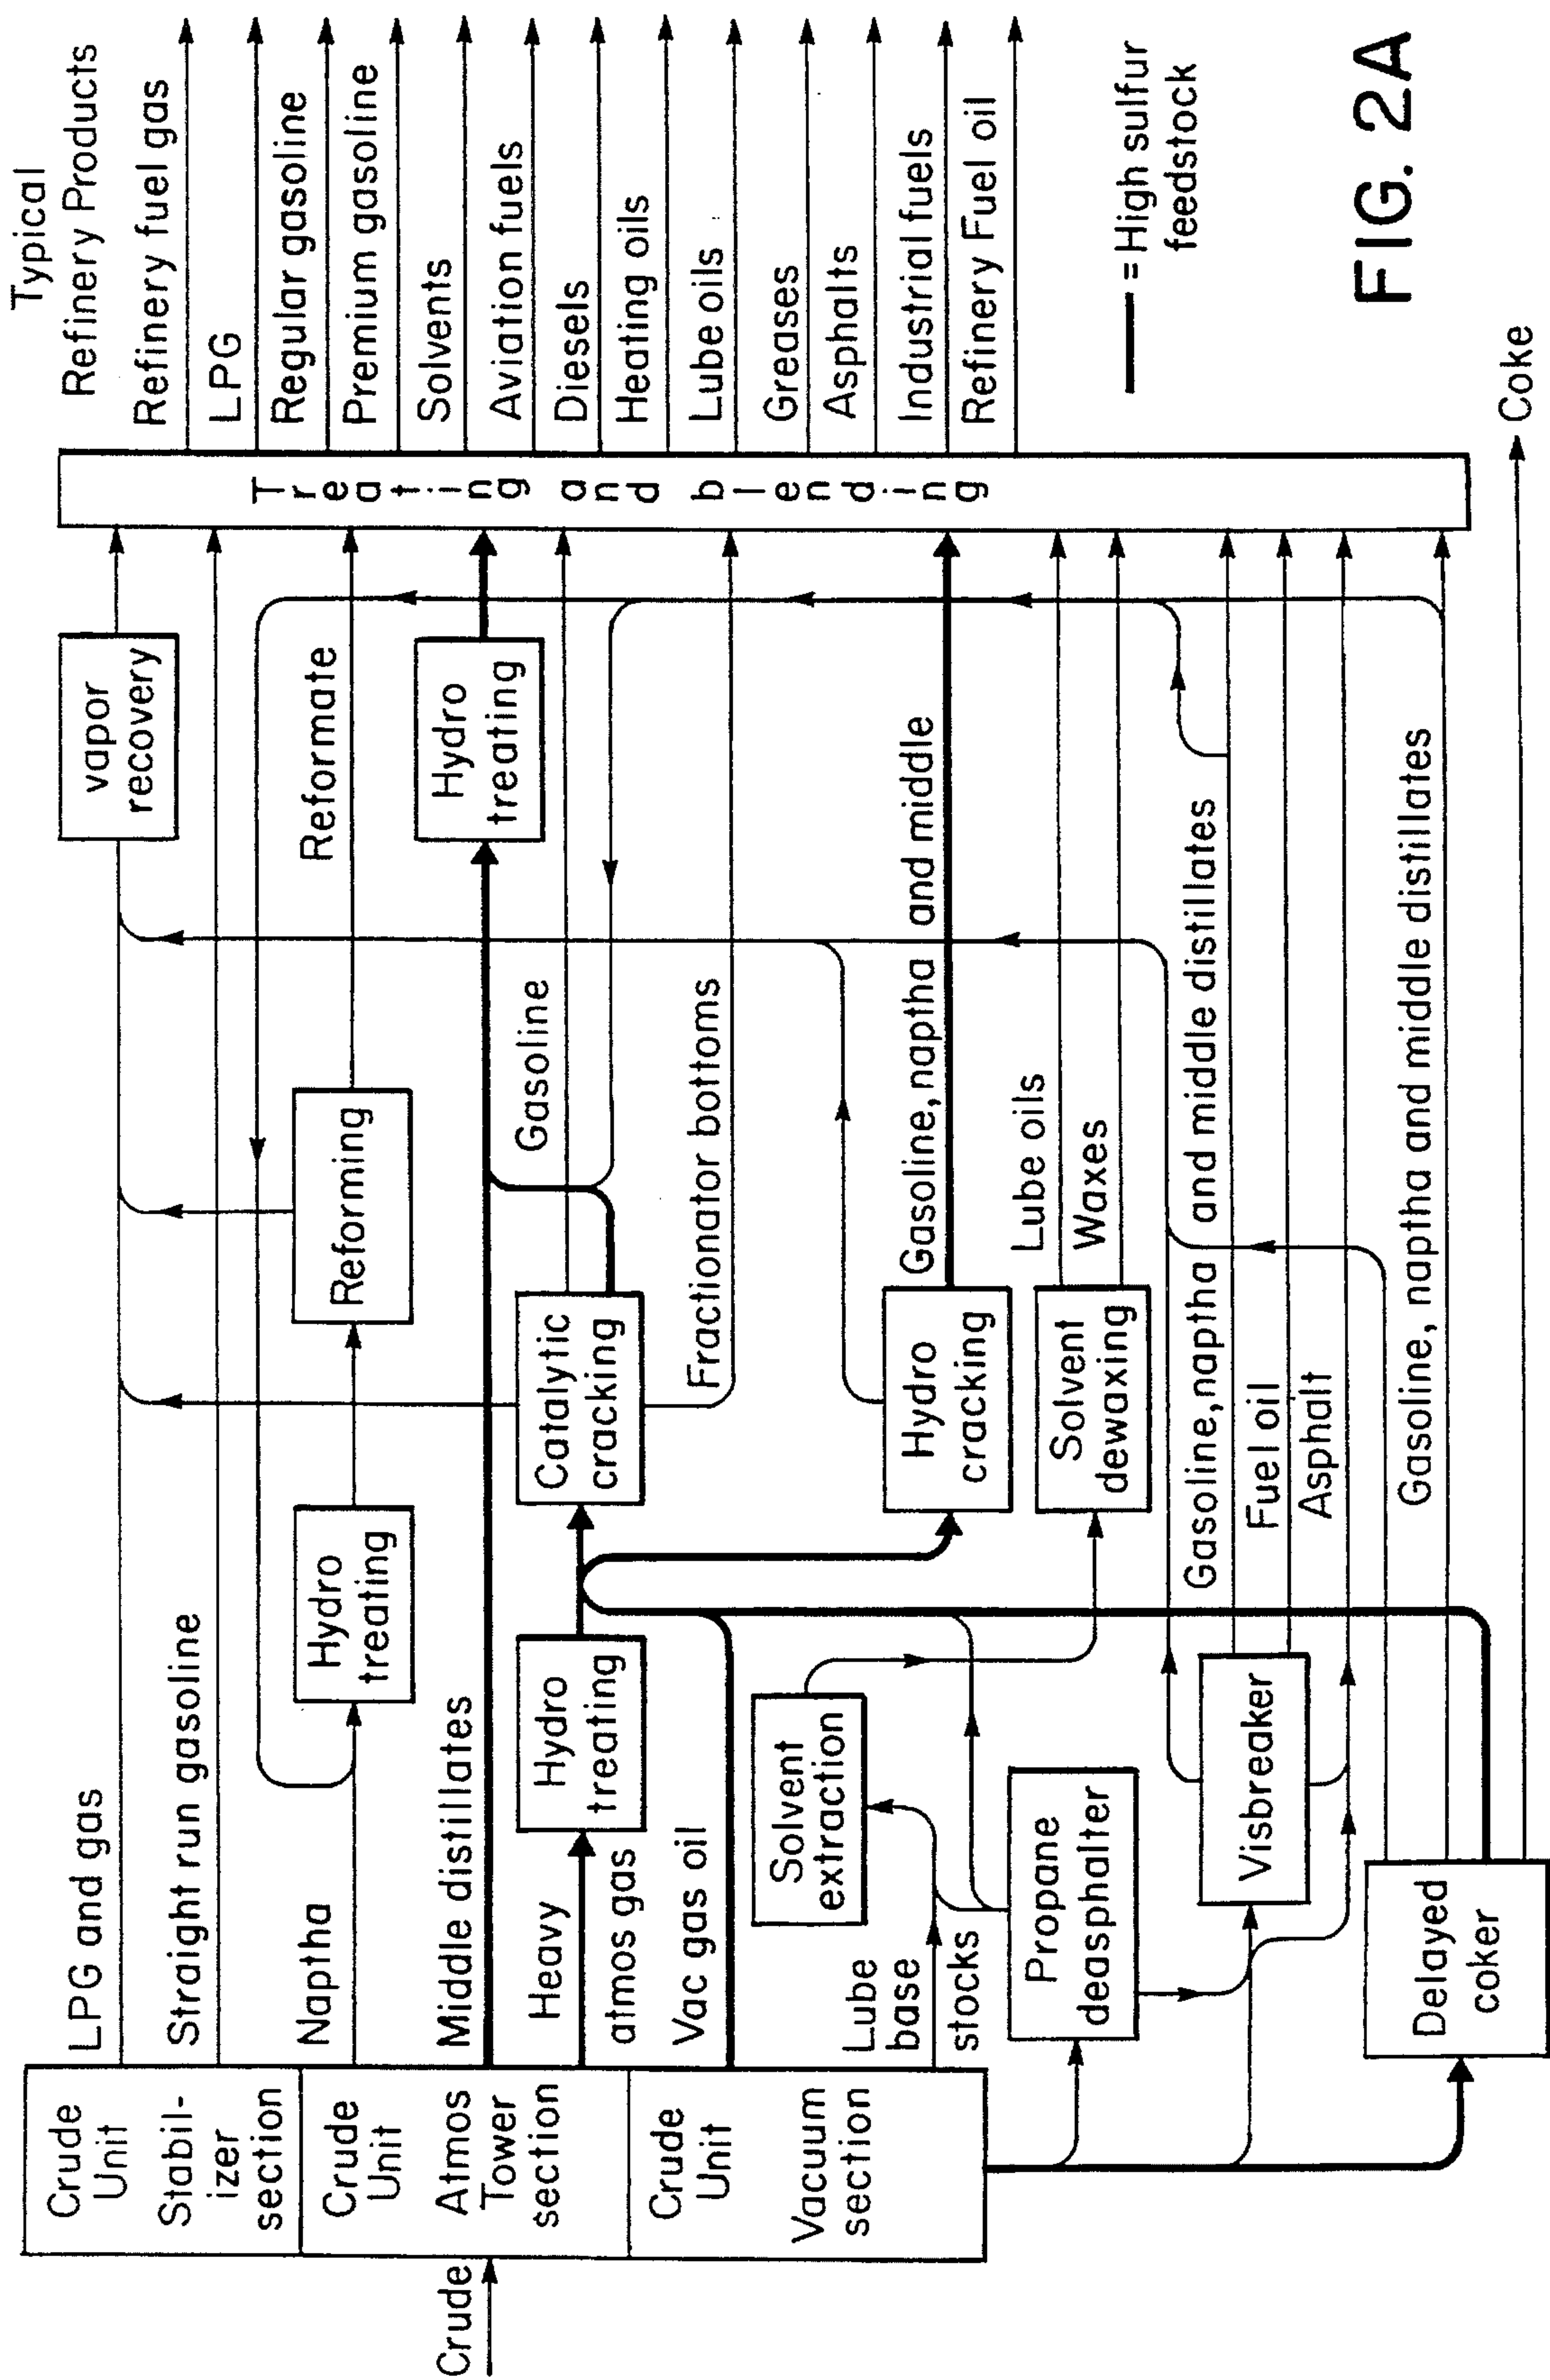 Typical
Refinery Products
Refinery fuel gas
LPG
Regular gasoline
Premium gasoline
Solvents
Aviation fuels
Diesels
Heating oils
Lube oils
Greases
Asphalts
Industrial fuels
Refinery Fuel oil
= High sulfur
feedstock
FIG. 2A
Coke
Treating and blending
vapor
recovery
Reformate
Hydro
treating
Reforming
Gasoline
Catalytic
cracking
Fractionator bottoms
Gasoline, naptha and middle
Hydro
cracking
Lube oils
Waxes
Solvent
dewaxing
Gasoline, naptha and middle distillates
Fuel oil
Asphalt
Gasoline, naptha and middle distillates
LPG and gas
Straight run gasoline
Naptha
Hydro
treating
Middle distillates
Heavy
atmos gas
Hydro
treating
Vac gas oil
Solvent
extraction
Lube
base
stocks
Propane
deasphalter
Visbreaker
Delayed
coker
Crude
Unit
Stabil-
izer
section
Crude
Unit
Atmos
Tower
section
Crude
Unit
Vacuum
section
Crude